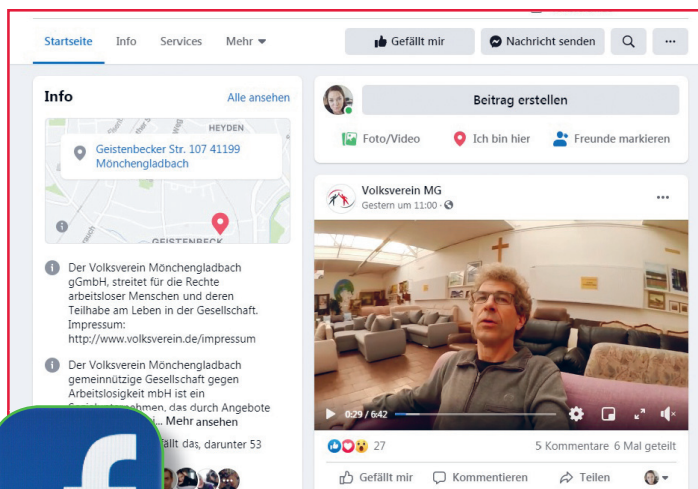 Startseite Info Services Mehr
Gefällt mir
Nachricht senden
Info
Alle ansehen
HEYDEN
Geistenbecker Str. 107 41199
Mönchengladbach
GEISTENBECK
Der Volksverein Mönchengladbach
gGmbH, streitet für die Rechte
arbeitsloser Menschen und deren
Teilhabe am Leben in der Gesellschaft.
Impressum:
http://www.volksverein.de/impressum
Der Volksverein Mönchengladbach
gemeinnützige Gesellschaft gegen
Arbeitslosigkeit mbH ist ein
das durch Angebote
... Mehr ansehen
das, darunter 53
Beitrag erstellen
Foto/Video
Ich bin hier
Freunde markieren
Volksverein MG
Gestern um 11:00 ·
0:29 / 6:42
27
5 Kommentare 6 Mal geteilt
Gefällt mir
Kommentieren
Teilen